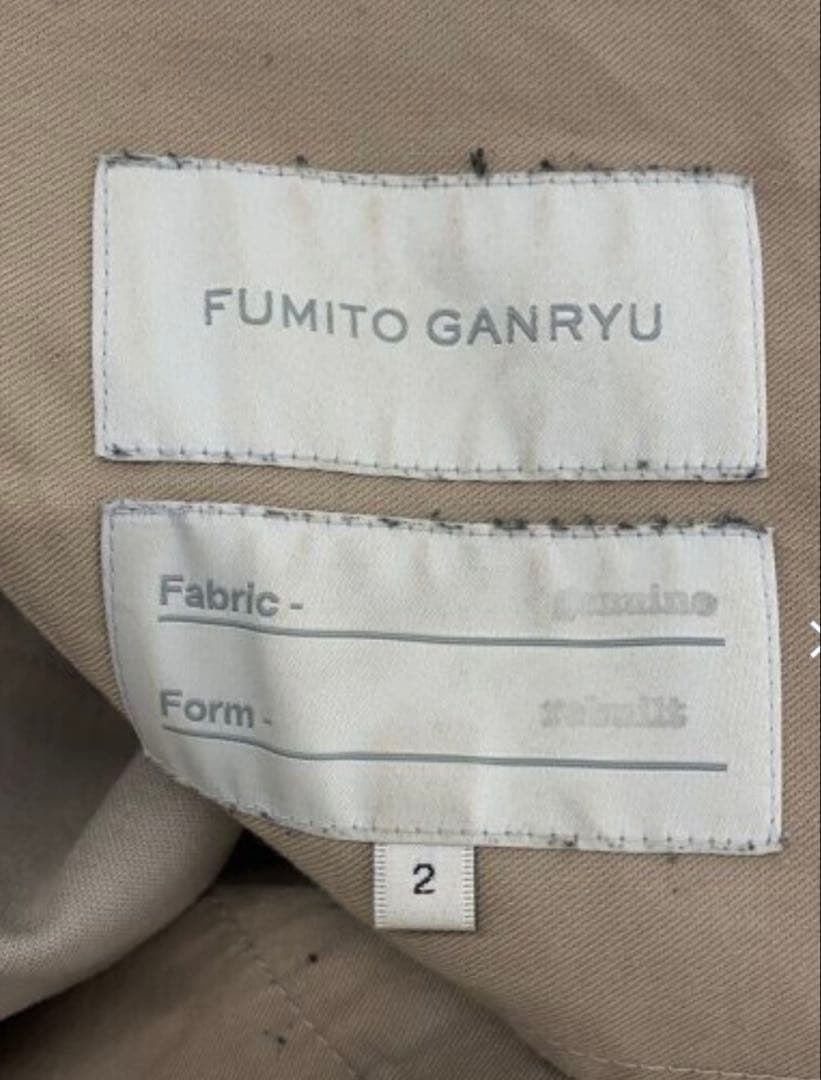 FUMITO GANRYU
Fabric - genuine
Form - rebuilt
2